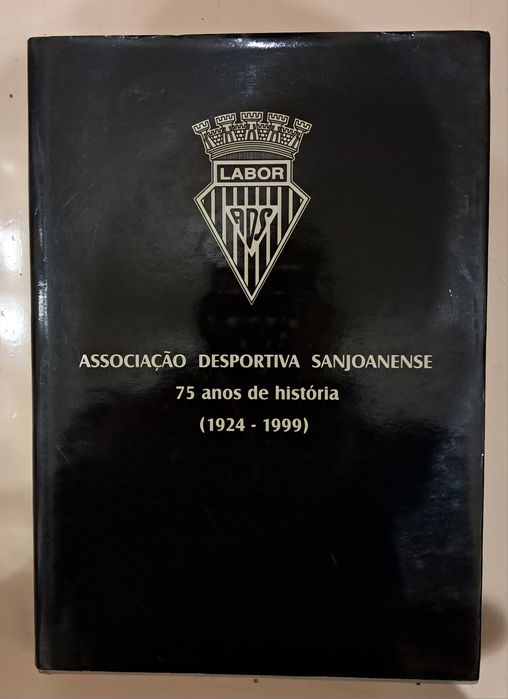 LABOR
ADS
ASSOCIAÇÃO DESPORTIVA SANJOANENSE
75 anos de história
(1924 - 1999)